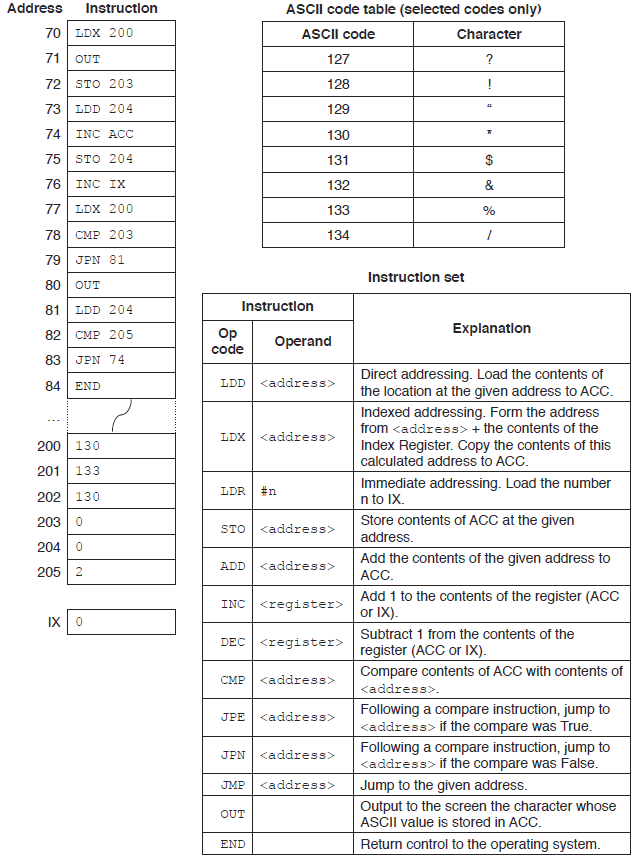 Address Instruction
70 LDX 200
71 OUT
72 STO 203
73 LDD 204
74 INC ACC
75 STO 204
76 INC IX
77 LDX 200
78 CMP 203
79 JPN 81
80 OUT
81 LDD 204
82 CMP 205
83 JPN 74
84 END
...
200 130
201 133
202 130
203 0
204 0
205 2
IX 0
ASCII code table (selected codes only)
ASCII code Character
127 ?
128 !
129 “
130 *
131 $
132 &
133 %
134 /
Instruction set
Instruction
Explanation
Op
code
Operand
LDD <address> Direct addressing. Load the contents of
the location at the given address to ACC.
LDX <address> Indexed addressing. Form the address
from <address> + the contents of the
Index Register. Copy the contents of this
calculated address to ACC.
LDR #n Immediate addressing. Load the number
n to IX.
STO <address> Store contents of ACC at the given
address.
ADD <address> Add the contents of the given address to
ACC.
INC <register> Add 1 to the contents of the register (ACC
or IX).
DEC <register> Subtract 1 from the contents of the
register (ACC or IX).
CMP <address> Compare contents of ACC with contents of
<address>.
JPE <address> Following a compare instruction, jump to
<address> if the compare was True.
JPN <address> Following a compare instruction, jump to
<address> if the compare was False.
JMP <address> Jump to the given address.
OUT Output to the screen the character whose
ASCII value is stored in ACC.
END Return control to the operating system.